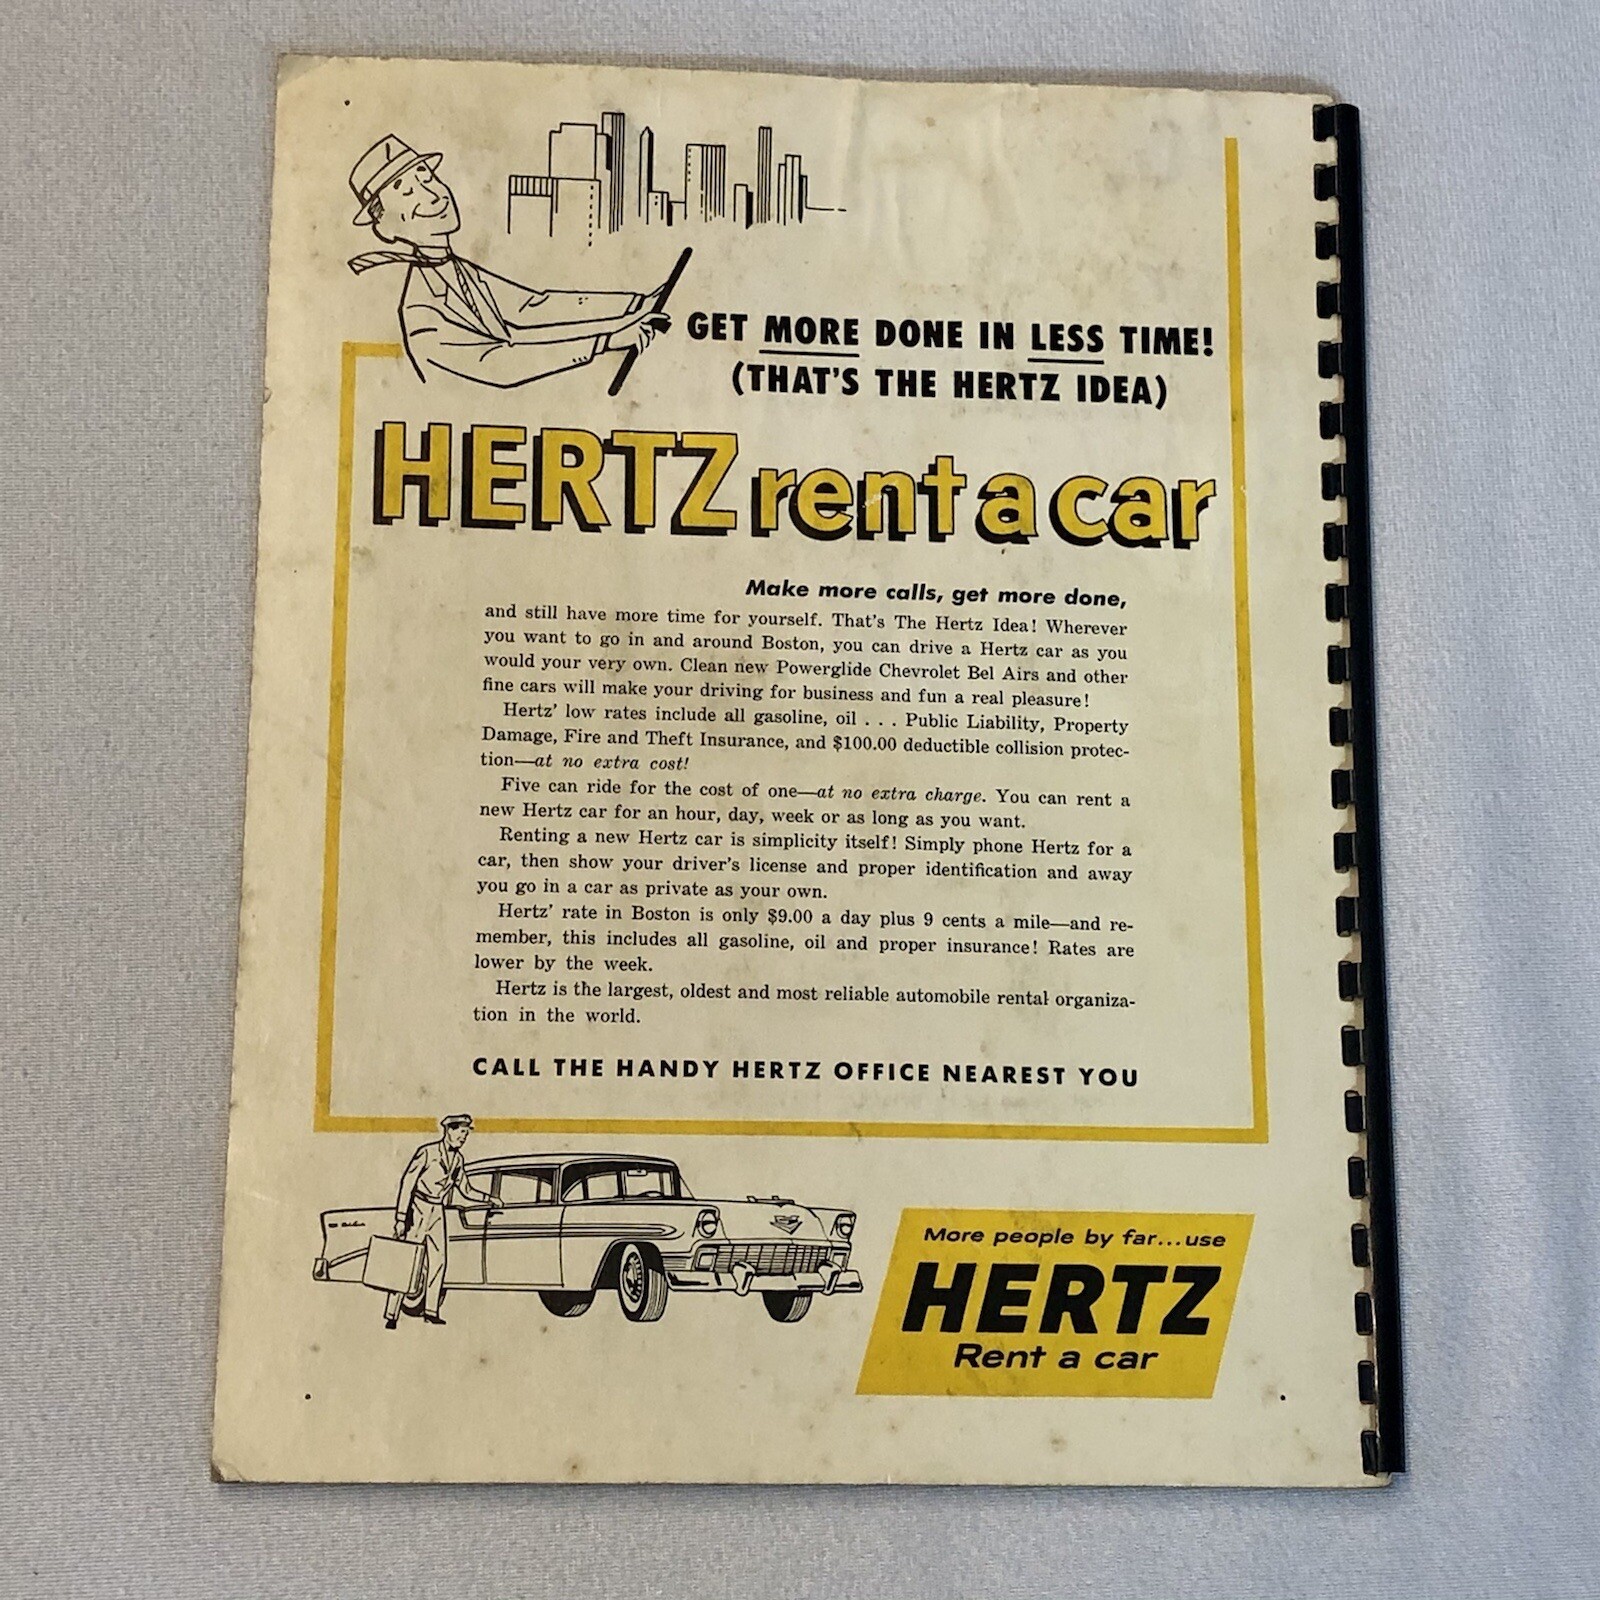 GET MORE DONE IN LESS TIME!
(THAT'S THE HERTZ IDEA)
HERTZ rent a car
Make more calls, get more done,
and still have more time for yourself. That's The Hertz Idea! Wherever
you want to go in and around Boston, you can drive a Hertz car as you
would your very own. Clean new Powerglide Chevrolet Bel Airs and other
fine cars will make your driving for business and fun a real pleasure!
Hertz' low rates include all gasoline, oil . . . Public Liability, Property
Damage, Fire and Theft Insurance, and $100.00 deductible collision protec-
tion—at no extra cost!
Five can ride for the cost of one—at no extra charge. You can rent a
new Hertz car for an hour, day, week or as long as you want.
Renting a new Hertz car is simplicity itself! Simply phone Hertz for a
car, then show your driver's license and proper identification and away
you go in a car as private as your own.
Hertz' rate in Boston is only $9.00 a day plus 9 cents a mile—and re-
member, this includes all gasoline, oil and proper insurance! Rates are
lower by the week.
Hertz is the largest, oldest and most reliable automobile rental organiza-
tion in the world.
CALL THE HANDY HERTZ OFFICE NEAREST YOU
More people by far...use
HERTZ
Rent a car